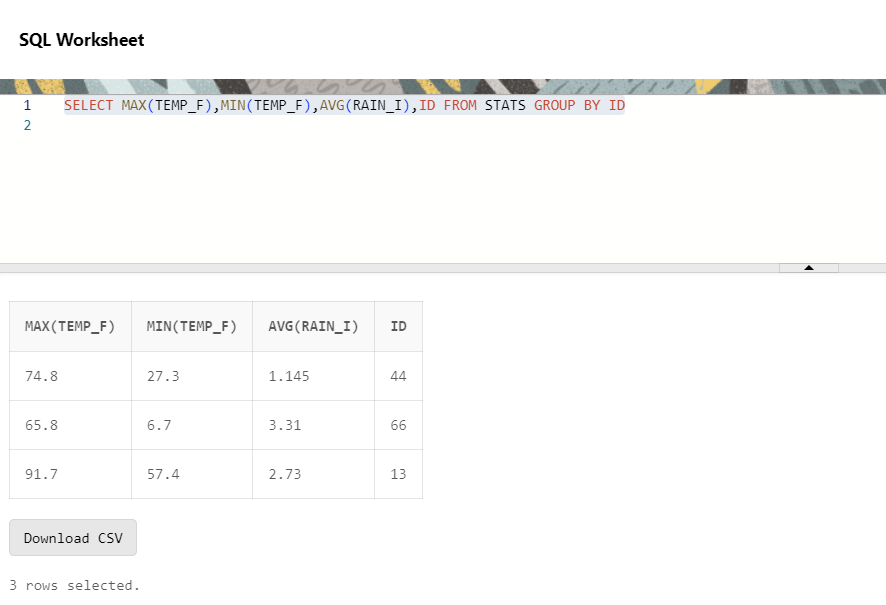 SQL Worksheet
1 SELECT MAX(TEMP_F),MIN(TEMP_F),AVG(RAIN_I),ID FROM STATS GROUP BY ID
2
MAX(TEMP_F) MIN(TEMP_F) AVG(RAIN_I) ID
74.8 27.3 1.145 44
65.8 6.7 3.31 66
91.7 57.4 2.73 13
Download CSV
3 rows selected.